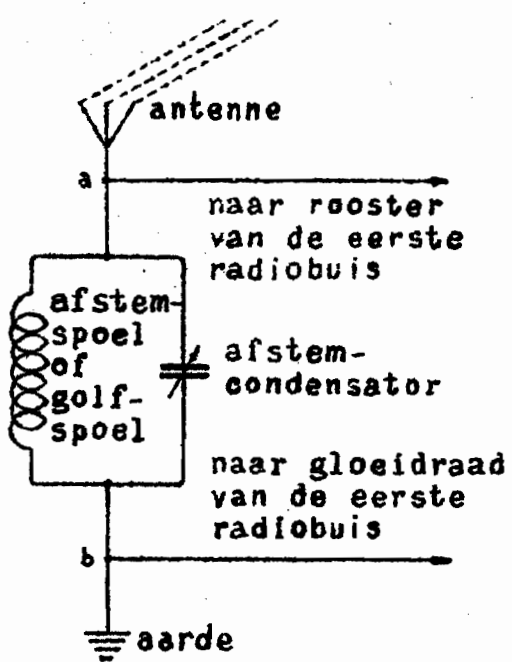 antenne
a
naar rooster
van de eerste
radiobuis
afstem-
spoel
of
golf-
spoel
afstem-
condensator
naar gloeidraad
van de eerste
radiobuis
b
aarde